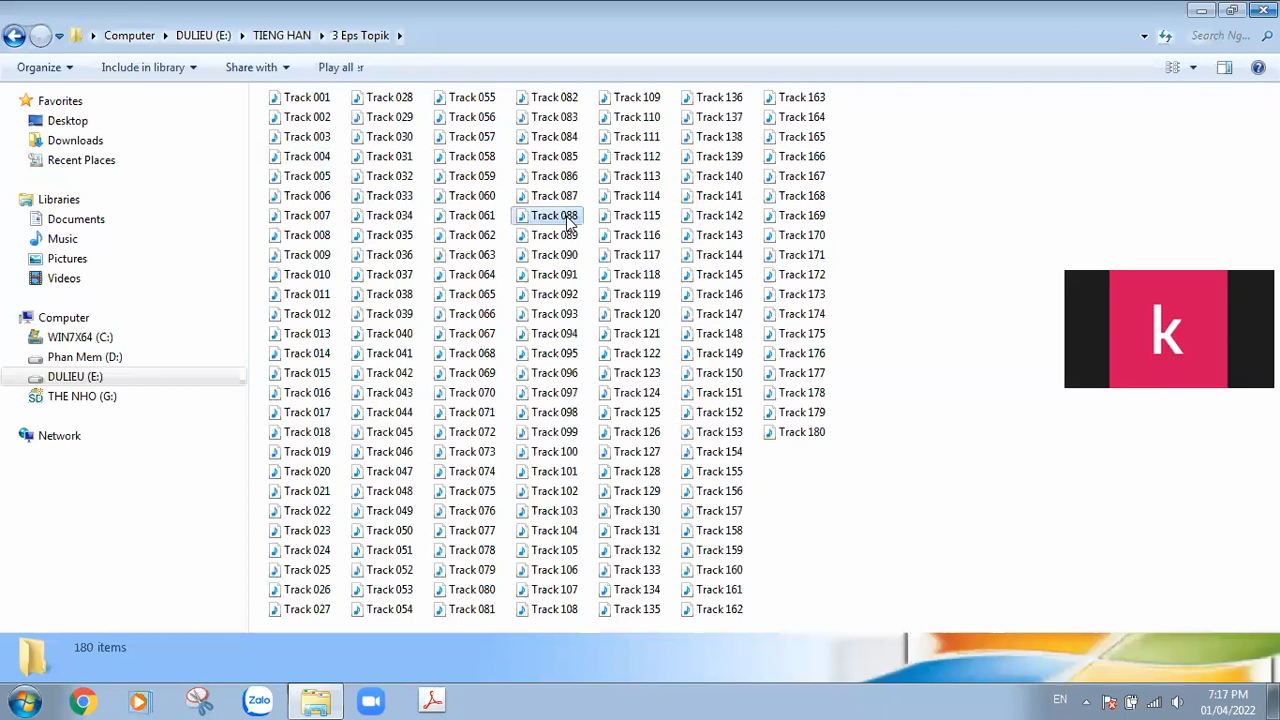 Computer DULIEU (E:) TIENG HAN 3 Eps Topik Search Ng...
Organize Include in library Share with Play all
Favorites
Desktop
Downloads
Recent Places
Libraries
Documents
Music
Pictures
Videos
Computer
WIN7X64 (C:)
Phan Mem (D:)
DULIEU (E:)
THE NHO (G:)
Network
Track 001 Track 028 Track 055 Track 082 Track 109 Track 136 Track 163
Track 002 Track 029 Track 056 Track 083 Track 110 Track 137 Track 164
Track 003 Track 030 Track 057 Track 084 Track 111 Track 138 Track 165
Track 004 Track 031 Track 058 Track 085 Track 112 Track 139 Track 166
Track 005 Track 032 Track 059 Track 086 Track 113 Track 140 Track 167
Track 006 Track 033 Track 060 Track 087 Track 114 Track 141 Track 168
Track 007 Track 034 Track 061 Track 088 Track 115 Track 142 Track 169
Track 008 Track 035 Track 062 Track 089 Track 116 Track 143 Track 170
Track 009 Track 036 Track 063 Track 090 Track 117 Track 144 Track 171
Track 010 Track 037 Track 064 Track 091 Track 118 Track 145 Track 172
Track 011 Track 038 Track 065 Track 092 Track 119 Track 146 Track 173
Track 012 Track 039 Track 066 Track 093 Track 120 Track 147 Track 174
Track 013 Track 040 Track 067 Track 094 Track 121 Track 148 Track 175
Track 014 Track 041 Track 068 Track 095 Track 122 Track 149 Track 176
Track 015 Track 042 Track 069 Track 096 Track 123 Track 150 Track 177
Track 016 Track 043 Track 070 Track 097 Track 124 Track 151 Track 178
Track 017 Track 044 Track 071 Track 098 Track 125 Track 152 Track 179
Track 018 Track 045 Track 072 Track 099 Track 126 Track 153 Track 180
Track 019 Track 046 Track 073 Track 100 Track 127 Track 154
Track 020 Track 047 Track 074 Track 101 Track 128 Track 155
Track 021 Track 048 Track 075 Track 102 Track 129 Track 156
Track 022 Track 049 Track 076 Track 103 Track 130 Track 157
Track 023 Track 050 Track 077 Track 104 Track 131 Track 158
Track 024 Track 051 Track 078 Track 105 Track 132 Track 159
Track 025 Track 052 Track 079 Track 106 Track 133 Track 160
Track 026 Track 053 Track 080 Track 107 Track 134 Track 161
Track 027 Track 054 Track 081 Track 108 Track 135 Track 162
k
180 items
Zalo
EN
7:17 PM
01/04/2022